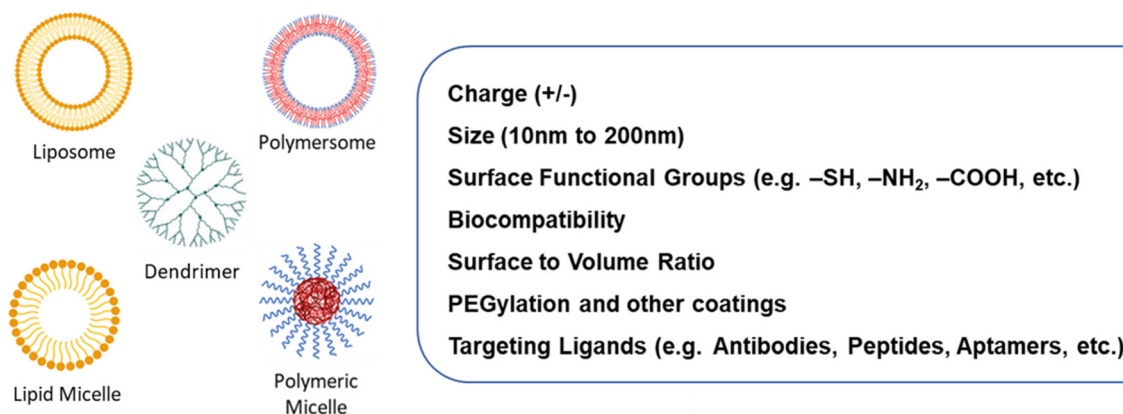 Liposome
Polymersome
Dendrimer
Lipid Micelle
Polymeric
Micelle
Charge (+/-)
Size (10nm to 200nm)
Surface Functional Groups (e.g. –SH, –NH₂, –COOH, etc.)
Biocompatibility
Surface to Volume Ratio
PEGylation and other coatings
Targeting Ligands (e.g. Antibodies, Peptides, Aptamers, etc.)